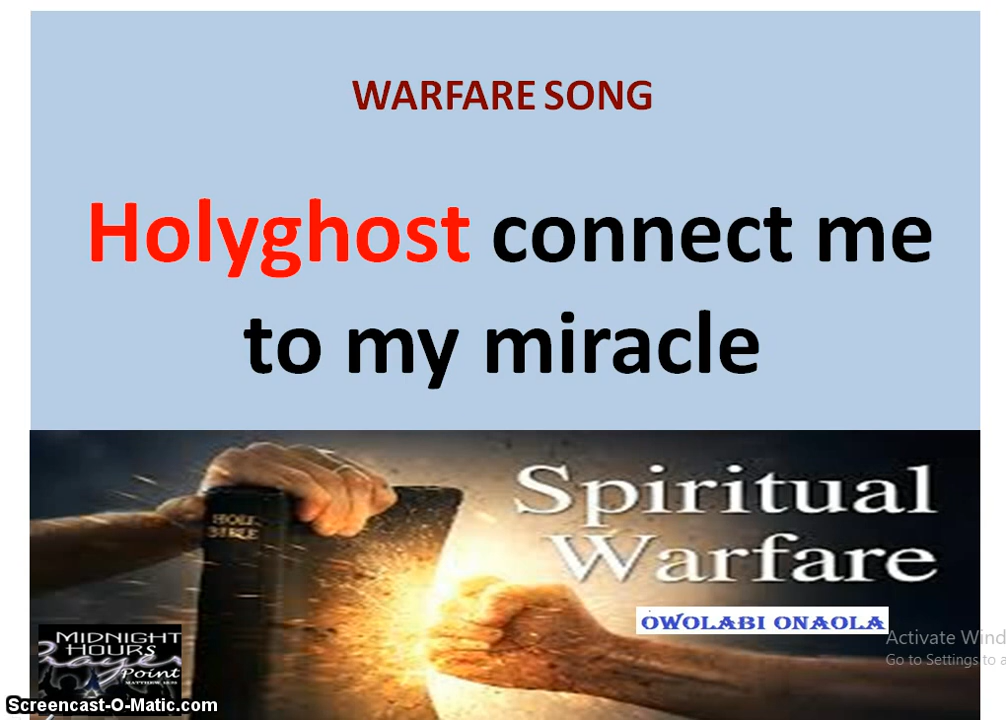 WARFARE SONG
Holyghost connect me
to my miracle
Spiritual
Warfare
HOLY
BIBLE
OWOLABI ONAOLA
MIDNIGHT
HOURS
Prayer
Point
Activate Wind
Go to Settings to a
Screencast-O-Matic.com